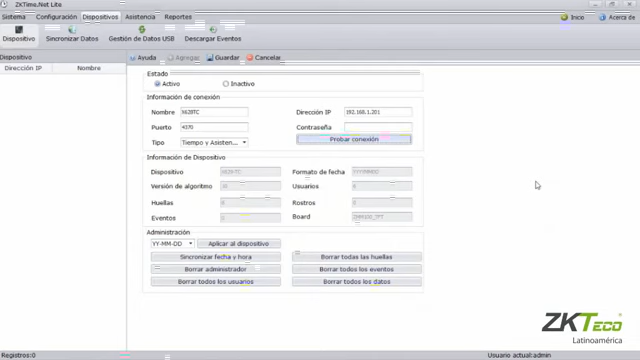 ZKTime.Net Lite
Sistema Configuración Dispositivos Asistencia Reportes
Inicio Acerca de
Dispositivo Sincronizar Datos Gestión de Datos USB Descargar Eventos
Dispositivo
Ayuda Agregar Guardar Cancelar
Dirección IP Nombre
Estado
Activo Inactivo
Información de conexión
Nombre Dirección IP 192.168.1.201
Puerto 4370 Contraseña
Tipo Tiempo y Asisten... Probar conexión
Información de Dispositivo
Dispositivo Formato de fecha YYYYMMDD
Versión de algoritmo Usuarios
Huellas Rostros
Eventos Board
Administración
YY-MM-DD Aplicar al dispositivo
Sincronizar fecha y hora Borrar todas las huellas
Borrar administrador Borrar todos los eventos
Borrar todos los usuarios Borrar todos los datos
ZKTeco
Latinoamérica
Registros:0 Usuario actual:admin